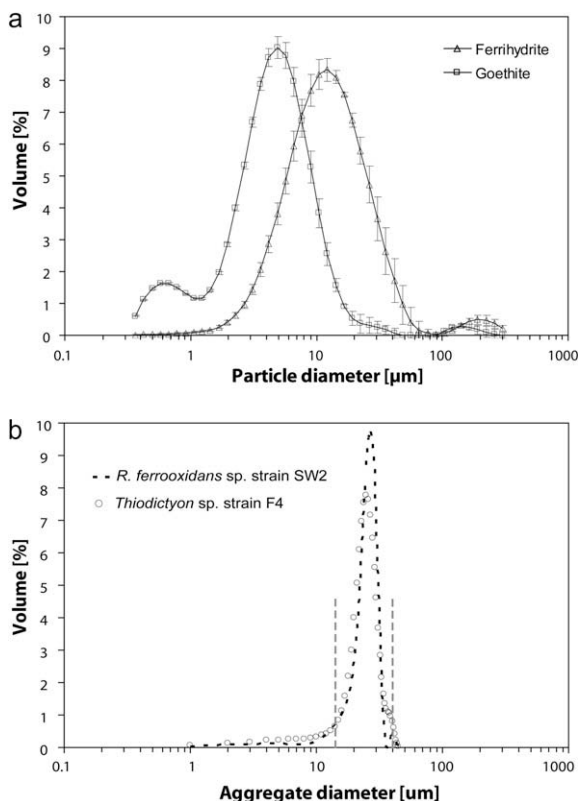 a
10
9
8
7
6
5
4
3
2
1
0
Volume [%]
Ferrihydrite
Goethite
0.1 1 10 100 1000
Particle diameter [µm]
b
10
9
8
7
6
5
4
3
2
1
0
Volume [%]
R. ferrooxidans sp. strain SW2
Thiodictyon sp. strain F4
0.1 1 10 100 1000
Aggregate diameter [um]